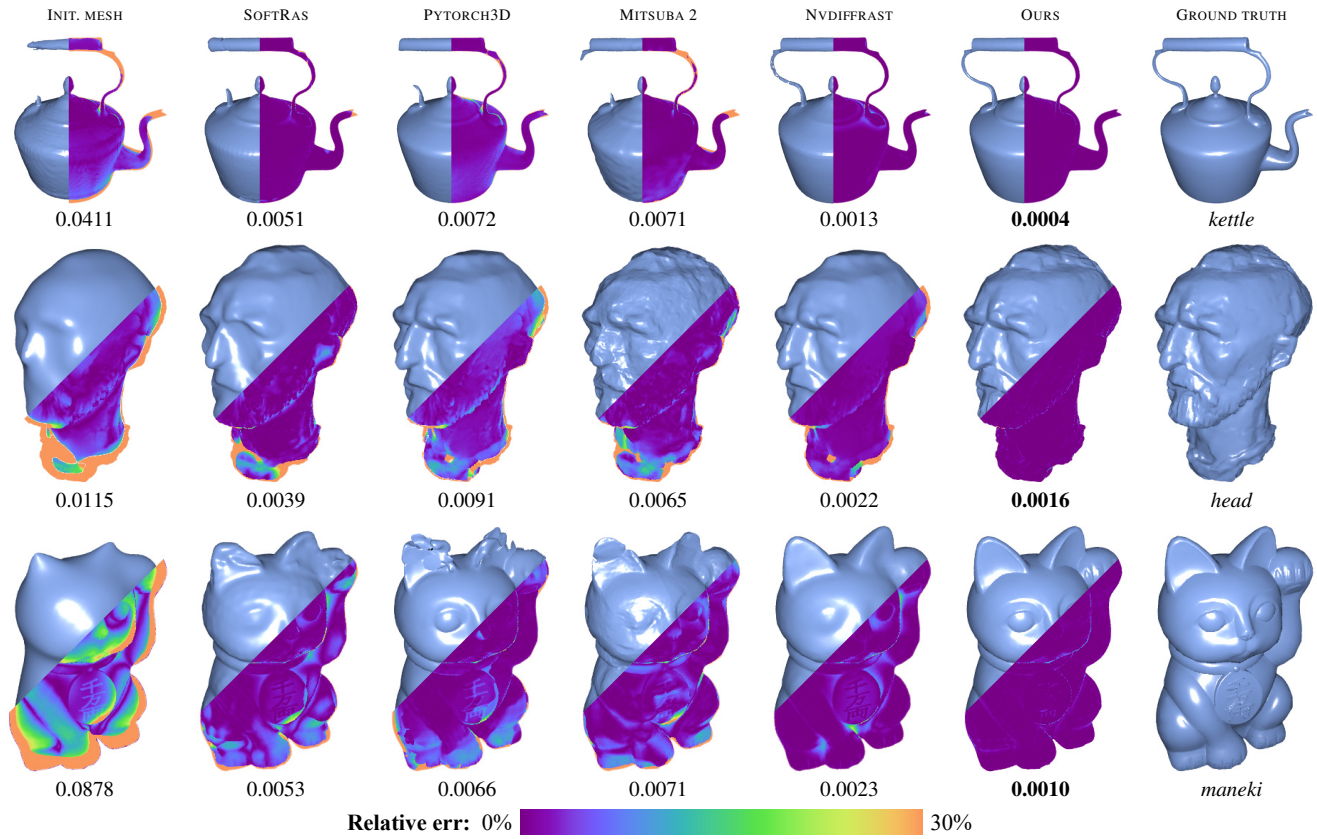 INIT. MESH SOFTRAS PYTORCH3D MITSUBA 2 NVDIFFRAST OURS GROUND TRUTH
0.0411 0.0051 0.0072 0.0071 0.0013 0.0004 kettle
0.0115 0.0039 0.0091 0.0065 0.0022 0.0016 head
0.0878 0.0053 0.0066 0.0071 0.0023 0.0010 maneki
Relative err: 0% 30%